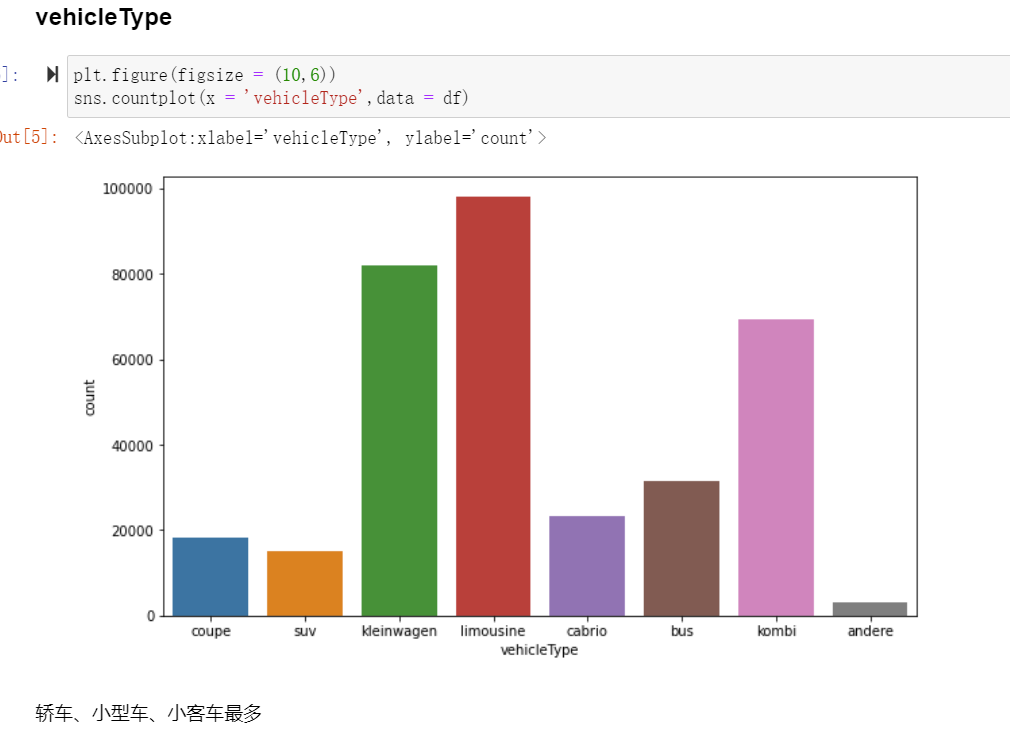 vehicleType
]:
plt.figure(figsize = (10,6))
sns.countplot(x = 'vehicleType',data = df)
Out[5]: <AxesSubplot:xlabel='vehicleType', ylabel='count'>
100000
80000
60000
40000
20000
0
count
coupe suv kleinwagen limousine cabrio bus kombi andere
vehicleType
轿车、小型车、小客车最多